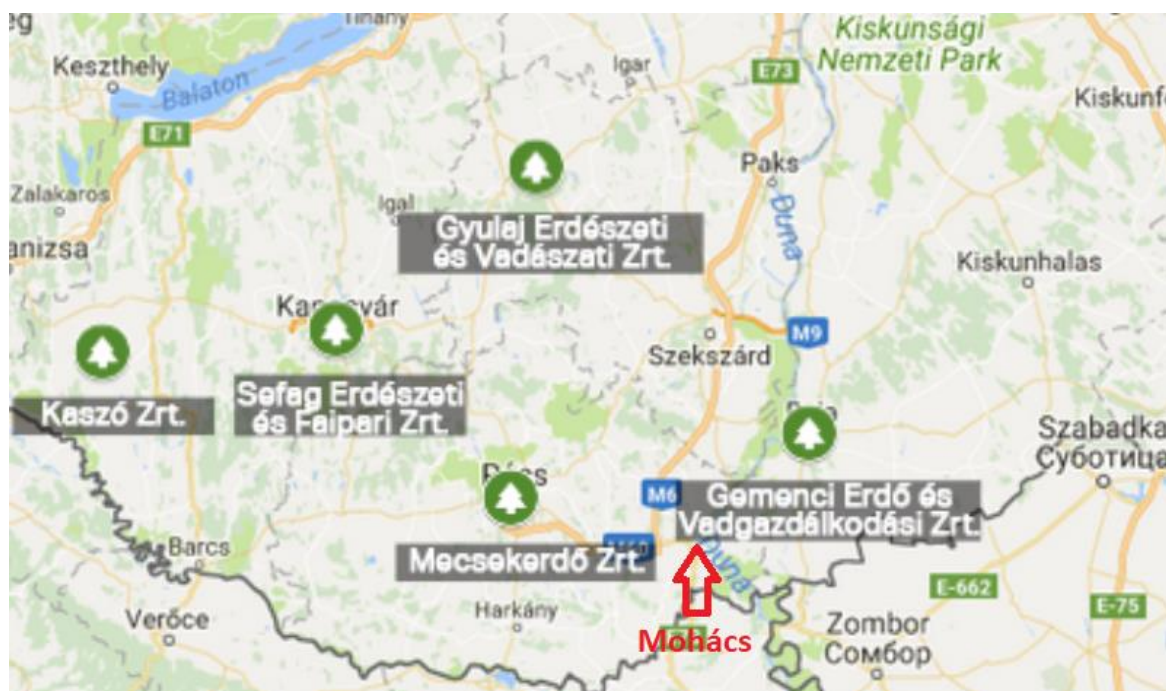 Tihany
Kiskunsági
Nemzeti Park
Keszthely
Igar
E73
Balaton
Kiskunf
E71
Paks
Zalakaros
Igal
Duna
Gyulaj Erdészeti
és Vadászati Zrt.
anizsa
Kiskunhalas
M9
Szekszárd
Sefag Erdészeti
és Faipari Zrt.
Kaszó Zrt.
Szabadka
Суботица
M6
Gemenci Erdő és
Vadgazdálkodási Zrt.
Barcs
Mecsekerdő Zrt.
Duna
E-662
E-75
Harkány
Verőce
Mohács
Zombor
Сомбор